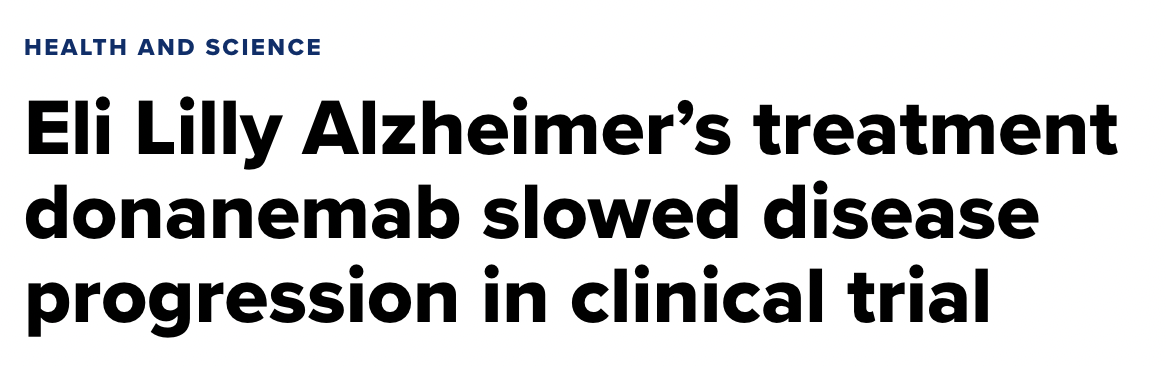 HEALTH AND SCIENCE
Eli Lilly Alzheimer’s treatment
donanemab slowed disease
progression in clinical trial